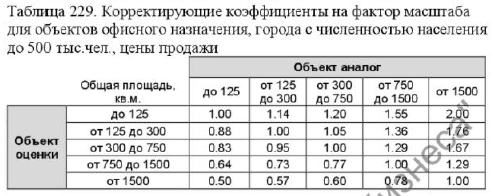 Таблица 229. Корректирующие коэффициенты на фактор масштаба
для объектов офисного назначения, города с численностью населения
до 500 тыс.чел., цены продажи
Общая площадь, кв.м. Объект аналог
до 125 от 125 до 300 от 300 до 750 от 750 до 1500 от 1500
Объект оценки
до 125 1.00 1.14 1.20 1.55 2.00
от 125 до 300 0.88 1.00 1.05 1.36 1.76
от 300 до 750 0.83 0.95 1.00 1.29 1.67
от 750 до 1500 0.64 0.73 0.77 1.00 1.29
от 1500 0.50 0.57 0.60 0.78 1.00